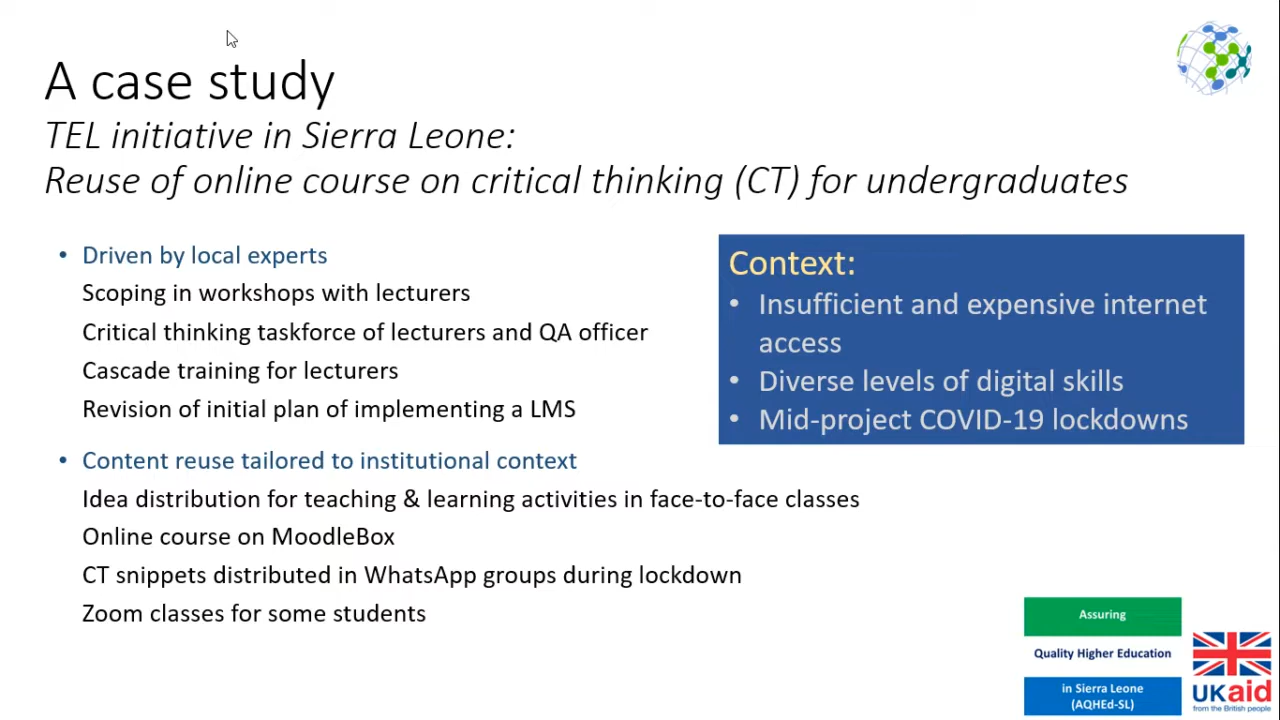 A case study
TEL initiative in Sierra Leone:
Reuse of online course on critical thinking (CT) for undergraduates
• Driven by local experts
Scoping in workshops with lecturers
Critical thinking taskforce of lecturers and QA officer
Cascade training for lecturers
Revision of initial plan of implementing a LMS
• Content reuse tailored to institutional context
Idea distribution for teaching & learning activities in face-to-face classes
Online course on MoodleBox
CT snippets distributed in WhatsApp groups during lockdown
Zoom classes for some students
Context:
• Insufficient and expensive internet
access
• Diverse levels of digital skills
• Mid-project COVID-19 lockdowns
Assuring
Quality Higher Education
in Sierra Leone
(AQHEd-SL)
UKaid
from the British people